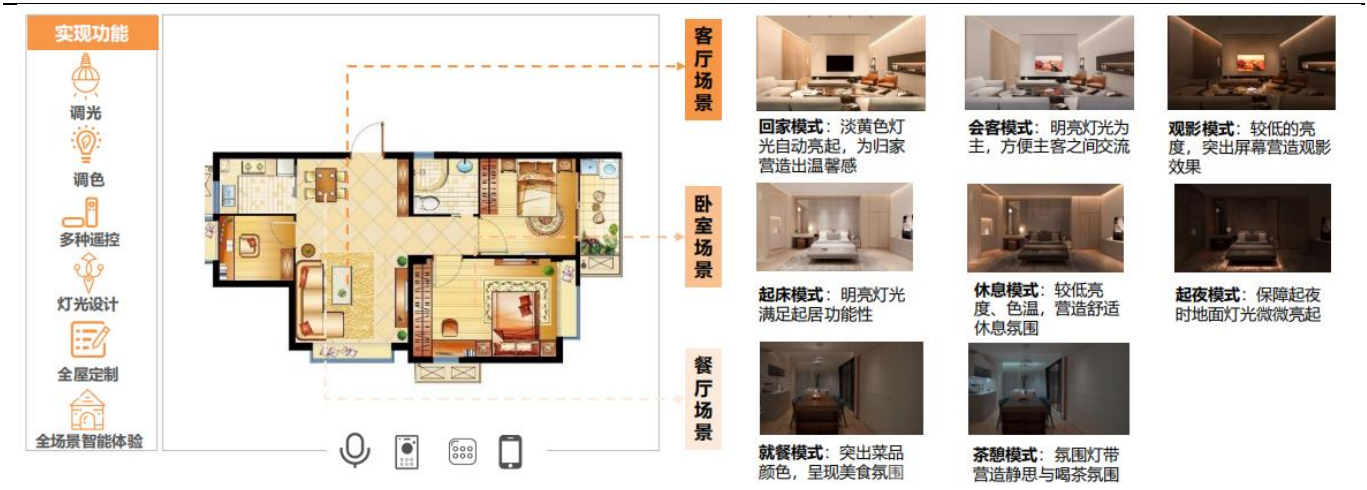 实现功能
调光
调色
多种遥控
灯光设计
全屋定制
全场景智能体验
客厅场景
回家模式：淡黄色灯
光自动亮起，为归家
营造出温馨感
会客模式：明亮灯光为
主，方便主客之间交流
观影模式：较低的亮
度，突出屏幕营造观影
效果
卧室场景
起床模式：明亮灯光
满足起居功能性
休息模式：较低亮
度、色温，营造舒适
休息氛围
起夜模式：保障起夜
时地面灯光微微亮起
餐厅场景
就餐模式：突出菜品
颜色，呈现美食氛围
茶憩模式：氛围灯带
营造静思与喝茶氛围